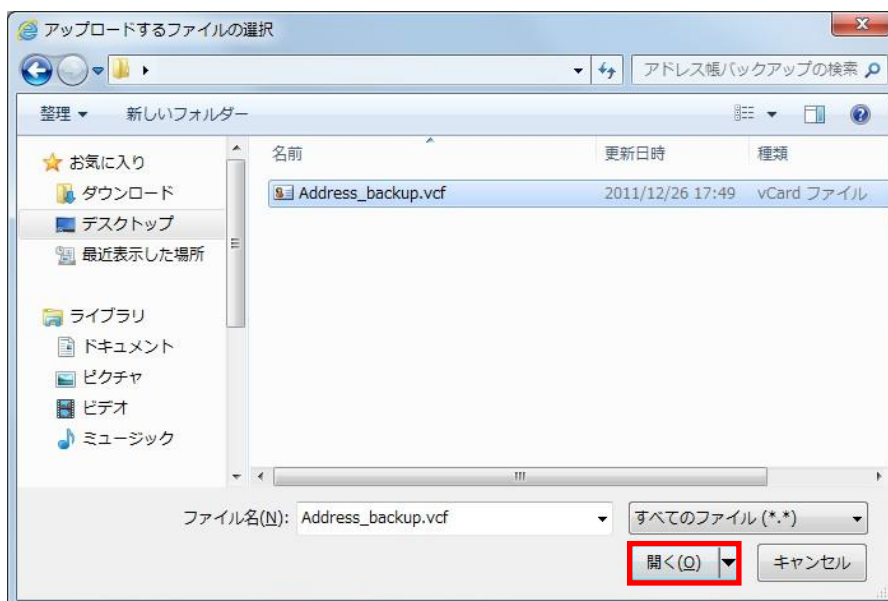 アップロードするファイルの選択
アドレス帳バックアップの検索
整理 新しいフォルダー
お気に入り
ダウンロード
デスクトップ
最近表示した場所
ライブラリ
ドキュメント
ピクチャ
ビデオ
ミュージック
名前 更新日時 種類
Address_backup.vcf 2011/12/26 17:49 vCard ファイル
ファイル名(N): Address_backup.vcf すべてのファイル (*.*)
開く(O) キャンセル